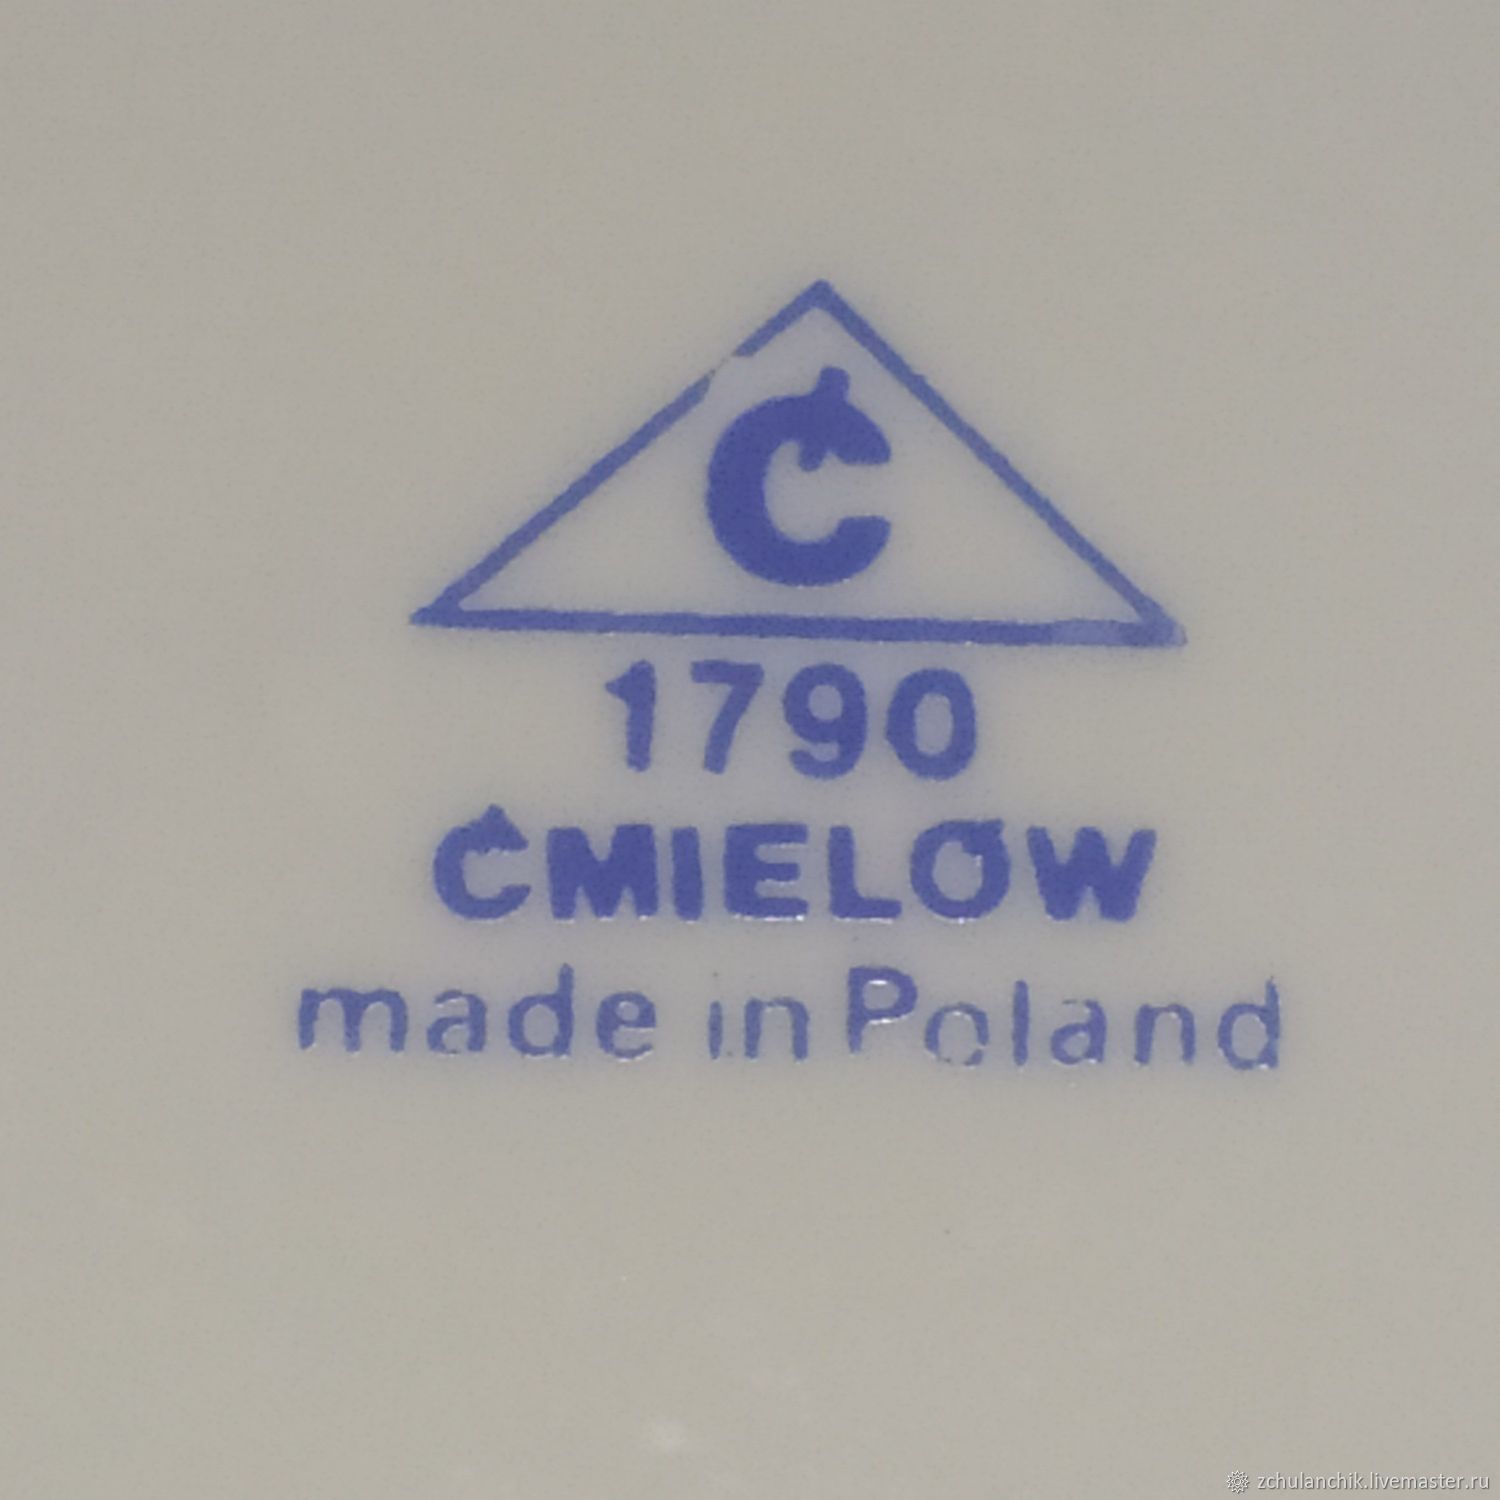 Ć
1790
ĆMIELÓW
made in Poland
zchulanchik.livemaster.ru